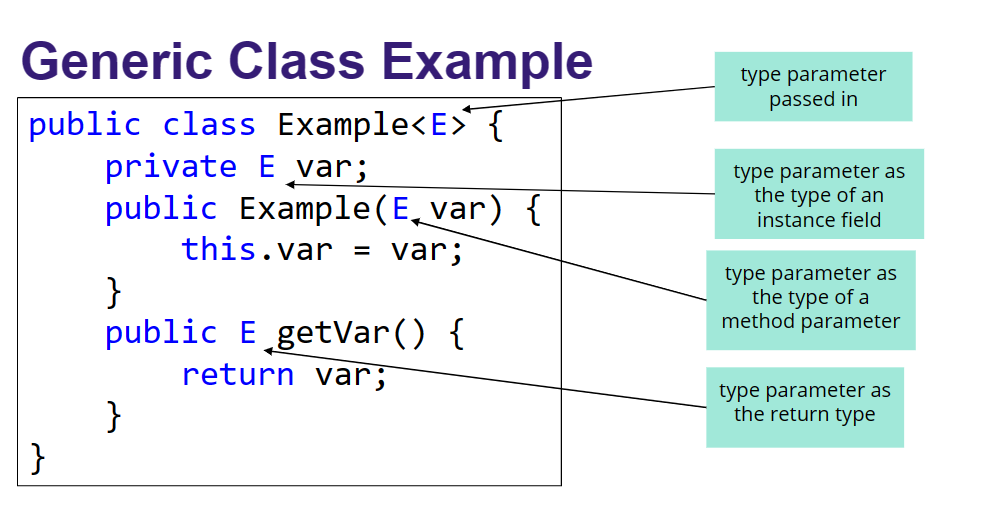 Generic Class Example
public class Example<E> {
    private E var;
    public Example(E var) {
        this.var = var;
    }
    public E getVar() {
        return var;
    }
}
type parameter
passed in
type parameter as
the type of an
instance field
type parameter as
the type of a
method parameter
type parameter as
the return type